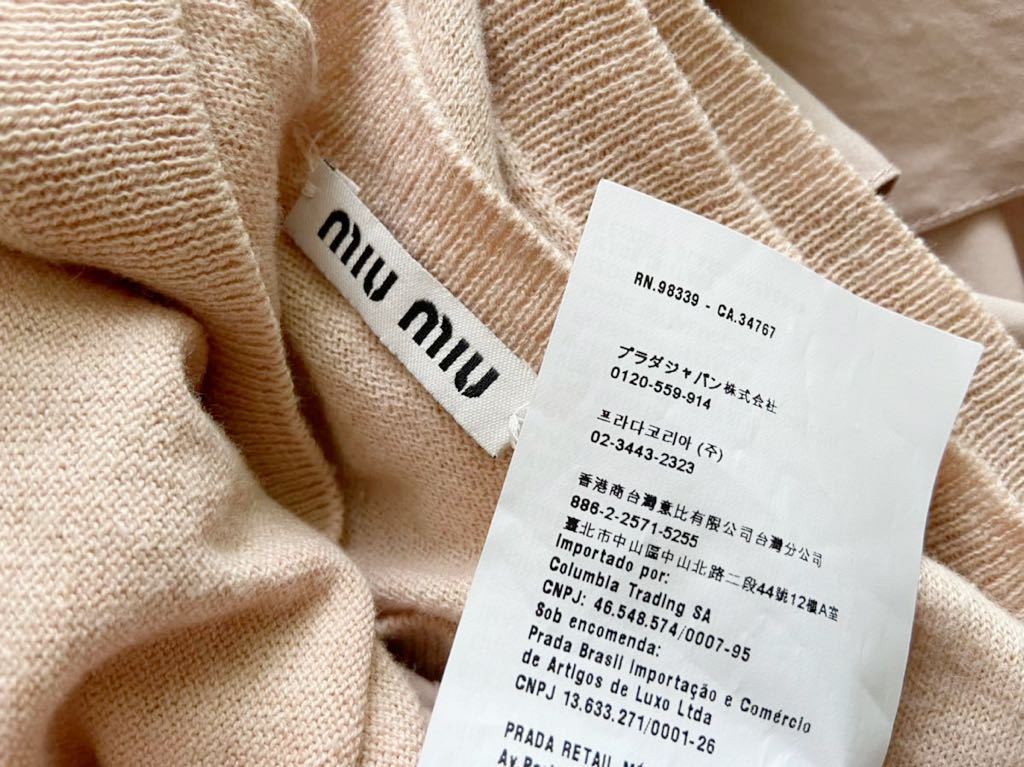 miu miu
RN.98339 - CA.34767
プラダジャパン株式会社
0120-559-914
프라다코리아 (주)
02-3443-2323
香港商台灣意比有限公司台灣分公司
886-2-2571-5255
臺北市中山區中山北路二段44號12樓A室
Importado por:
Columbia Trading SA
CNPJ: 46.548.574/0007-95
Sob encomenda:
Prada Brasil Importação e Comércio
de Artigos de Luxo Ltda
CNPJ 13.633.271/0001-26
PRADA RETAIL
Av